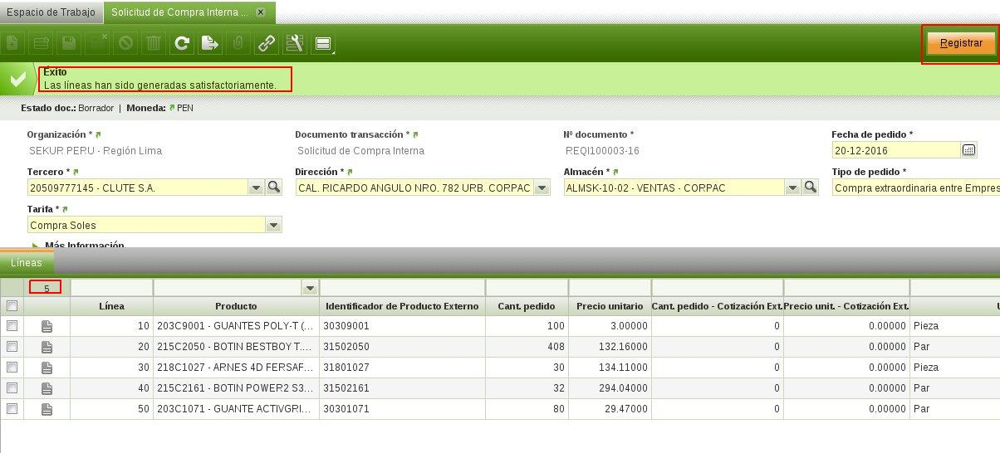 Espacio de Trabajo Solicitud de Compra Interna ... x
Registrar
Éxito
Las líneas han sido generadas satisfactoriamente.
Estado doc.: Borrador | Moneda: PEN
Organización * Documento transacción * Nº documento * Fecha de pedido *
SEKUR PERU - Región Lima Solicitud de Compra Interna REQI100003-16 20-12-2016
Tercero * Dirección * Almacén * Tipo de pedido *
20509777145 - CLUTE S.A. CAL. RICARDO ANGULO NRO. 782 URB. CORPAC ALMSK-10-02 - VENTAS - CORPAC Compra extraordinaria entre Empres
Tarifa *
Compra Soles
Más Información
Líneas
5
Línea Producto Identificador de Producto Externo Cant. pedido Precio unitario Cant. pedido - Cotización Ext. Precio unit. - Cotización Ext. U
10 203C9001 - GUANTES POLY-T (... 30309001 100 3.00000 0 0.00000 Pieza
20 215C2050 - BOTIN BESTBOY T.... 31502050 408 132.16000 0 0.00000 Par
30 218C1027 - ARNES 4D FERSAF... 31801027 30 134.11000 0 0.00000 Pieza
40 215C2161 - BOTIN POWER2 S3... 31502161 32 294.04000 0 0.00000 Par
50 203C1071 - GUANTE ACTIVGRI... 30301071 80 29.47000 0 0.00000 Par